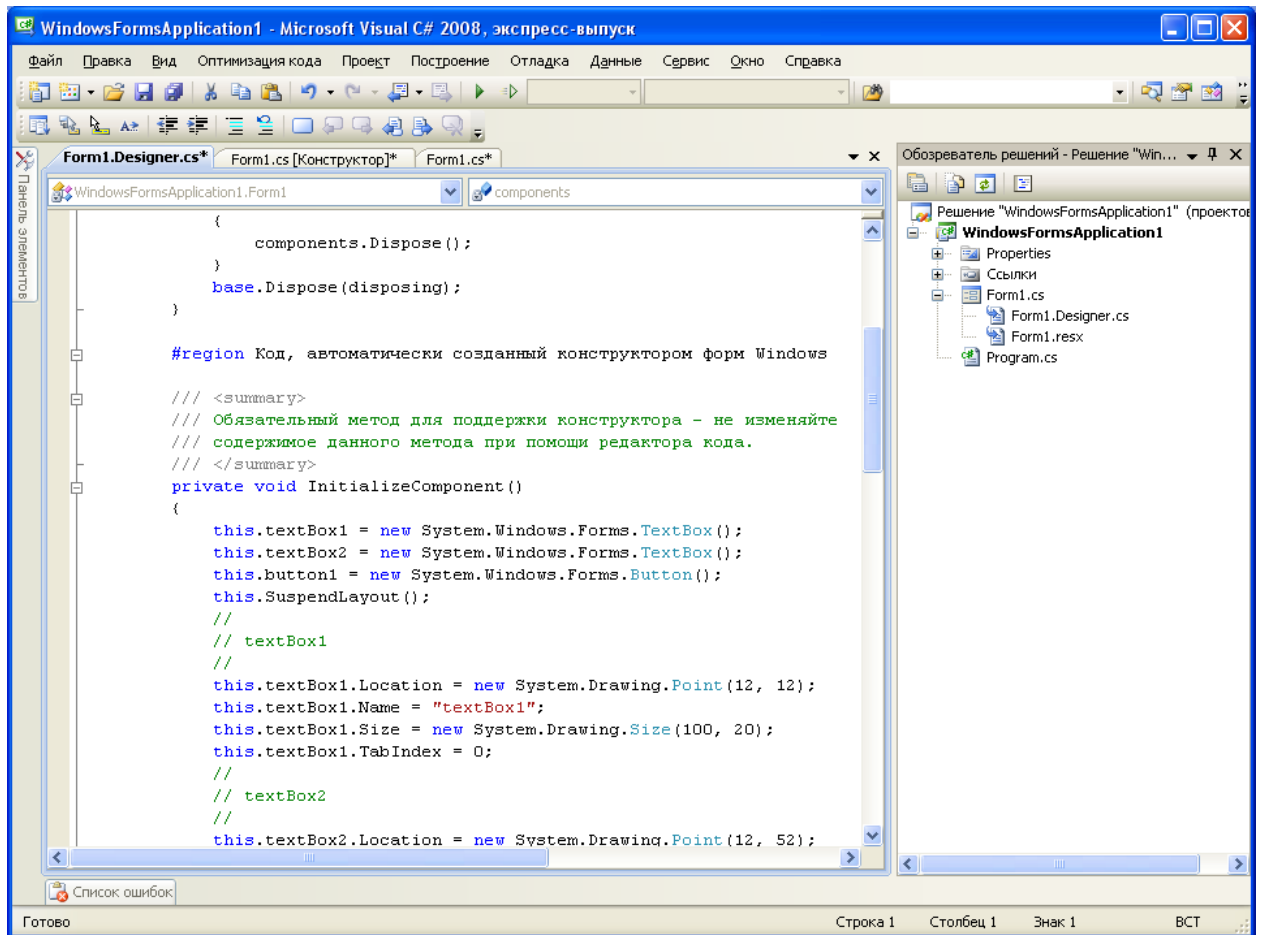 WindowsFormsApplication1 - Microsoft Visual C# 2008, экспресс-выпуск
Файл Правка Вид Оптимизация кода Проект Построение Отладка Данные Сервис Окно Справка
Form1.Designer.cs* Form1.cs [Конструктор]* Form1.cs*
Панель элементов
WindowsFormsApplication1.Form1 components
{
components.Dispose();
}
base.Dispose(disposing);
}
#region Код, автоматически созданный конструктором форм Windows
/// <summary>
/// Обязательный метод для поддержки конструктора - не изменяйте
/// содержимое данного метода при помощи редактора кода.
/// </summary>
private void InitializeComponent()
{
this.textBox1 = new System.Windows.Forms.TextBox();
this.textBox2 = new System.Windows.Forms.TextBox();
this.button1 = new System.Windows.Forms.Button();
this.SuspendLayout();
//
// textBox1
//
this.textBox1.Location = new System.Drawing.Point(12, 12);
this.textBox1.Name = "textBox1";
this.textBox1.Size = new System.Drawing.Size(100, 20);
this.textBox1.TabIndex = 0;
//
// textBox2
//
this.textBox2.Location = new System.Drawing.Point(12, 52);
Обозреватель решений - Решение "Win...
Решение "WindowsFormsApplication1" (проектов
WindowsFormsApplication1
Properties
Ссылки
Form1.cs
Form1.Designer.cs
Form1.resx
Program.cs
Список ошибок
Готово Строка 1 Столбец 1 Знак 1 ВСТ